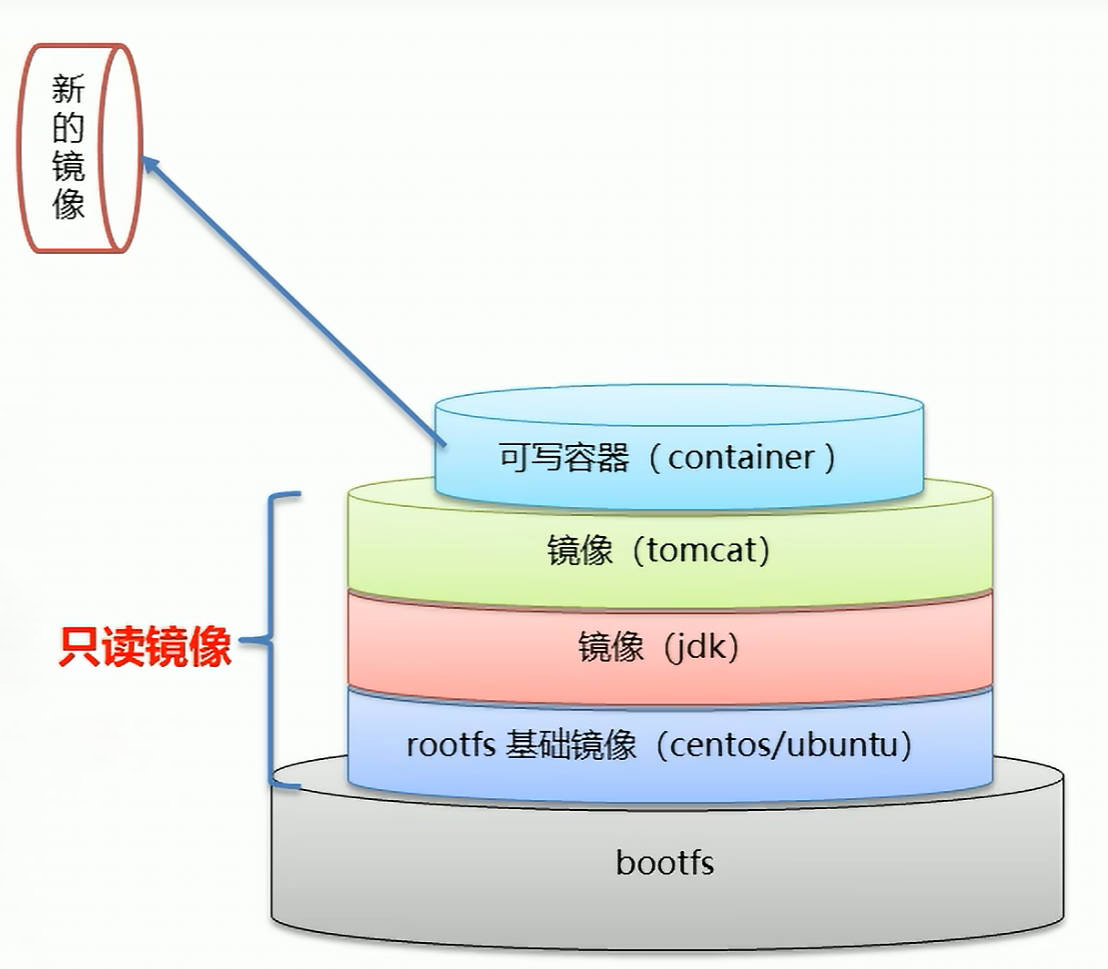 新的镜像
可写容器（container）
镜像（tomcat）
镜像（jdk）
只读镜像
rootfs 基础镜像（centos/ubuntu）
bootfs